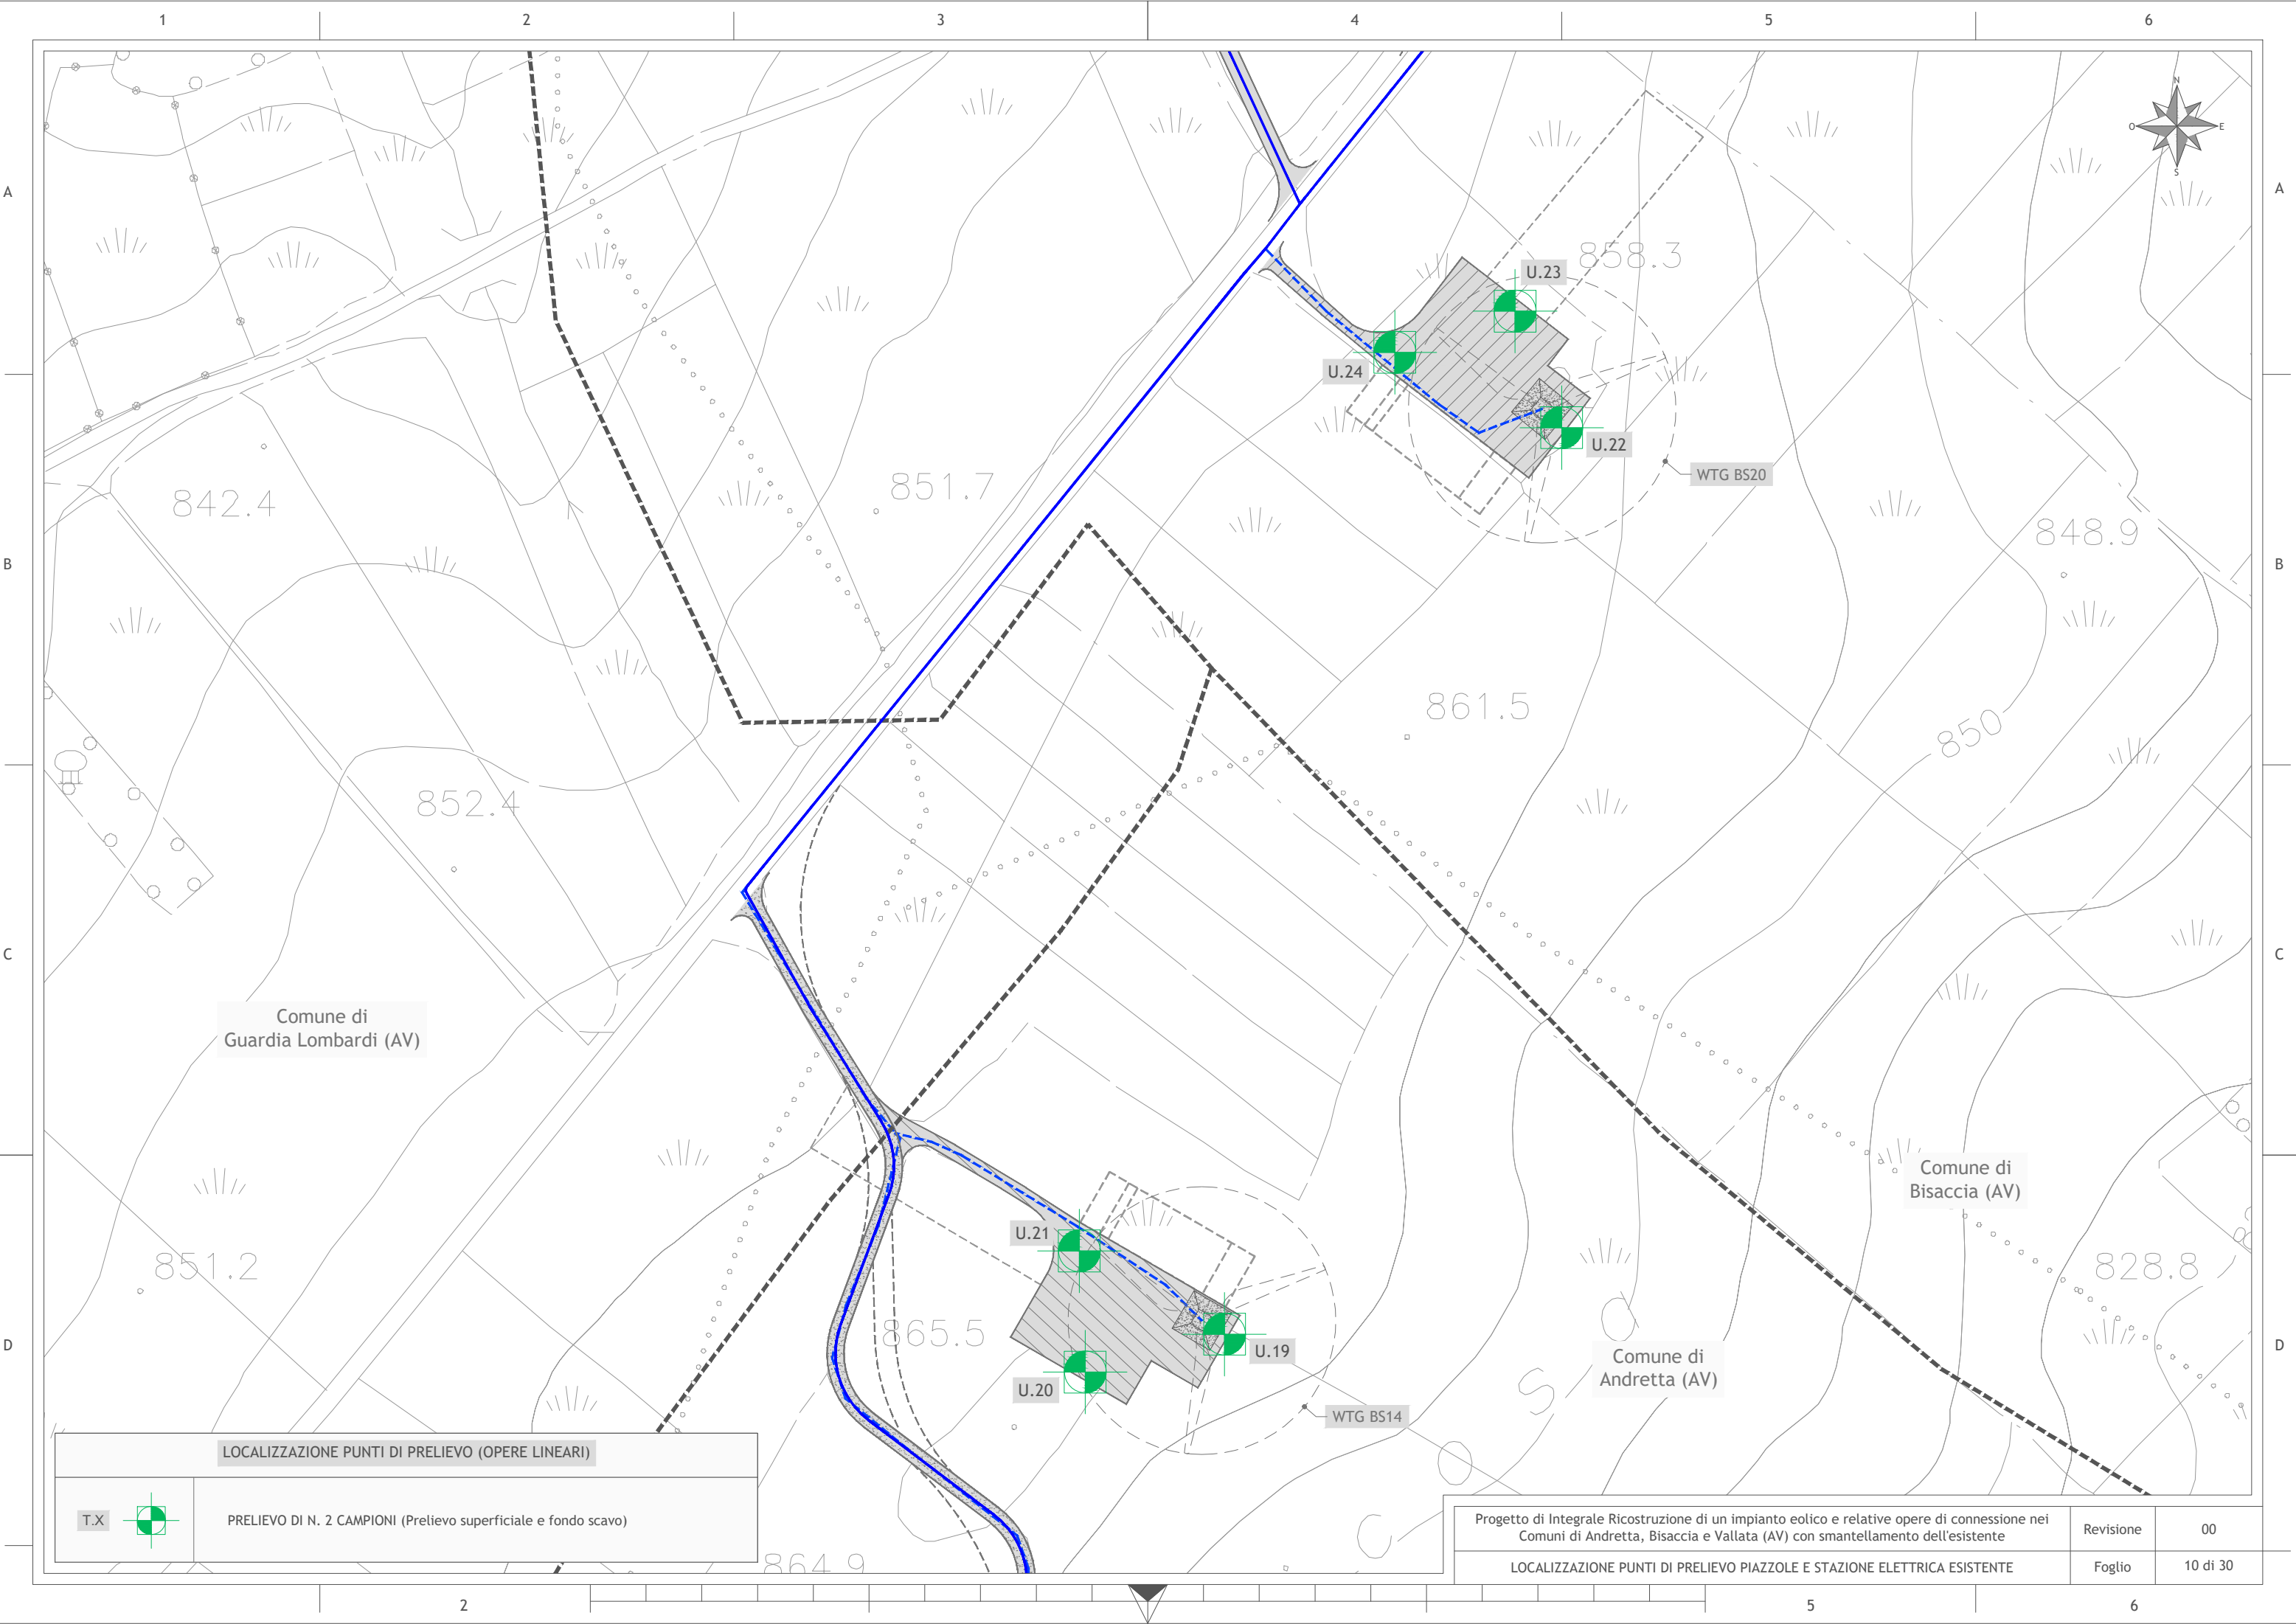 1 2 3 4 5 6
N
O E
S
A A
858.3
U.23
U.24
U.22
WTG BS20
842.4
851.7
848.9
B B
861.5
850
852.4
C C
Comune di
Guardia Lombardi (AV)
Comune di
Bisaccia (AV)
U.21
851.2
828.8
865.5
U.19
D D
U.20
Comune di
Andretta (AV)
WTG BS14
C O S C O
LOCALIZZAZIONE PUNTI DI PRELIEVO (OPERE LINEARI)
T.X
PRELIEVO DI N. 2 CAMPIONI (Prelievo superficiale e fondo scavo)
864.9
Progetto di Integrale Ricostruzione di un impianto eolico e relative opere di connessione nei
Comuni di Andretta, Bisaccia e Vallata (AV) con smantellamento dell'esistente
Revisione 00
LOCALIZZAZIONE PUNTI DI PRELIEVO PIAZZOLE E STAZIONE ELETTRICA ESISTENTE
Foglio 10 di 30
2 5 6